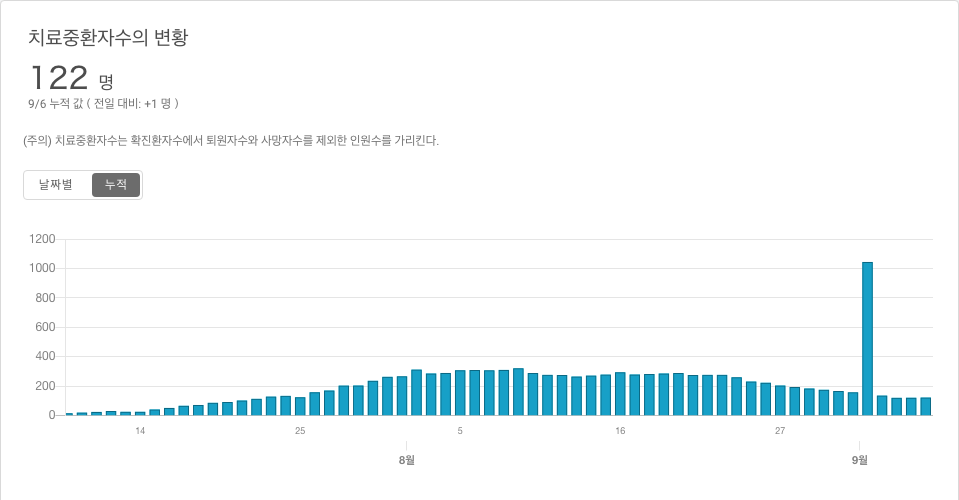 치료중환자수의 변황
122 명
9/6 누적 값 ( 전일 대비: +1 명 )
(주의) 치료중환자수는 확진환자수에서 퇴원자수와 사망자수를 제외한 인원수를 가리킨다.
날짜별 누적
1200
1000
800
600
400
200
0
14 25 5 16 27
8월 9월